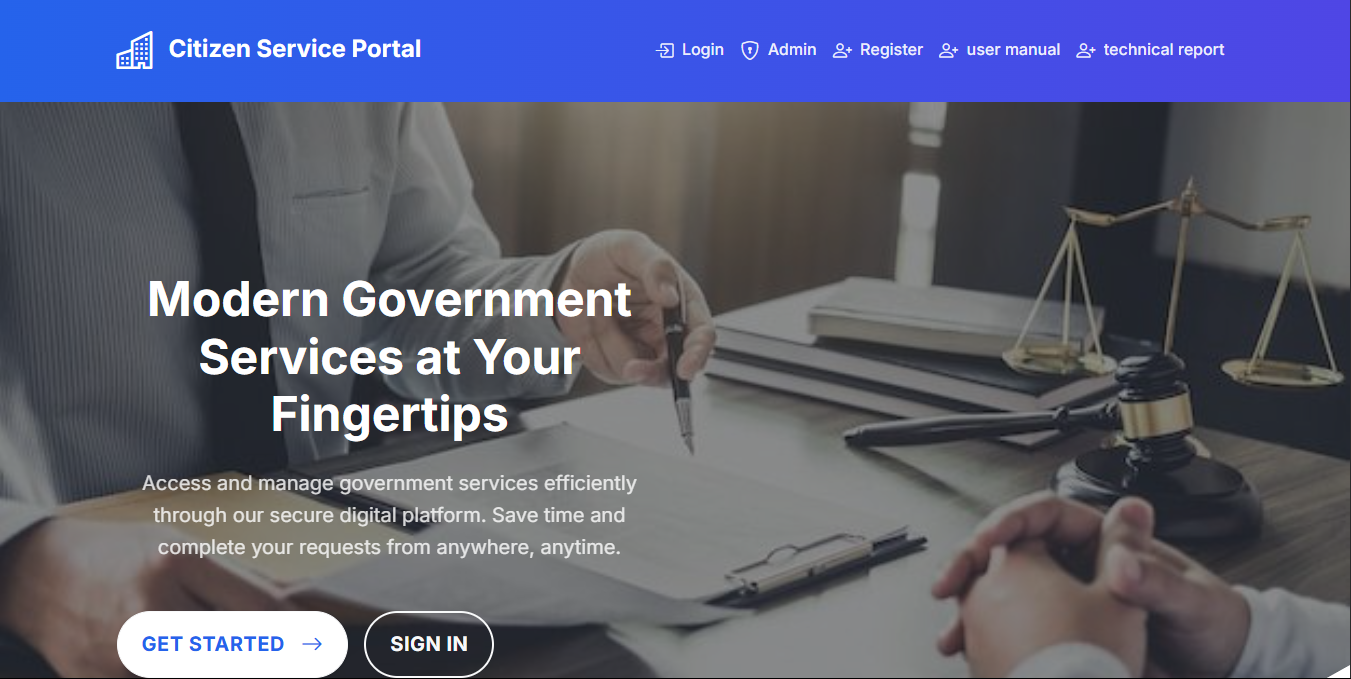 Citizen Service Portal
Login Admin Register user manual technical report
Modern Government
Services at Your
Fingertips
Access and manage government services efficiently
through our secure digital platform. Save time and
complete your requests from anywhere, anytime.
GET STARTED
SIGN IN